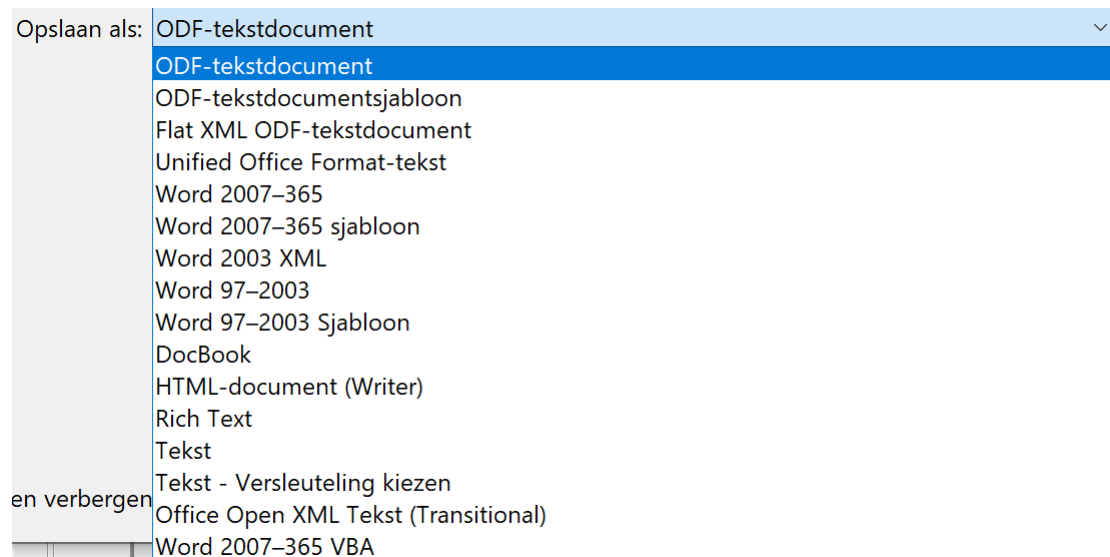 Opslaan als: ODF-tekstdocument
ODF-tekstdocument
ODF-tekstdocumentsjabloon
Flat XML ODF-tekstdocument
Unified Office Format-tekst
Word 2007–365
Word 2007–365 sjabloon
Word 2003 XML
Word 97–2003
Word 97–2003 Sjabloon
DocBook
HTML-document (Writer)
Rich Text
Tekst
Tekst - Versleuteling kiezen
en verbergen
Office Open XML Tekst (Transitional)
Word 2007–365 VBA